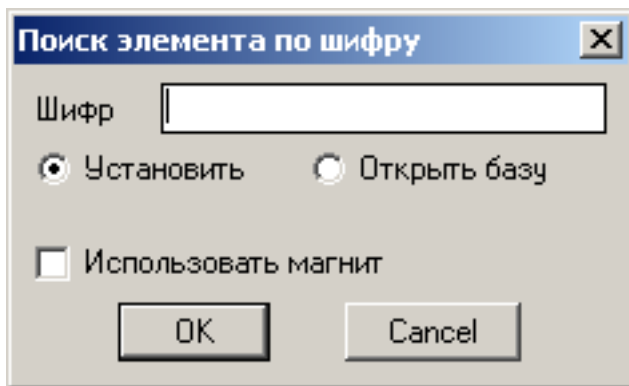 Поиск элемента по шифру
Шифр
Установить Открыть базу
Использовать магнит
OK Cancel